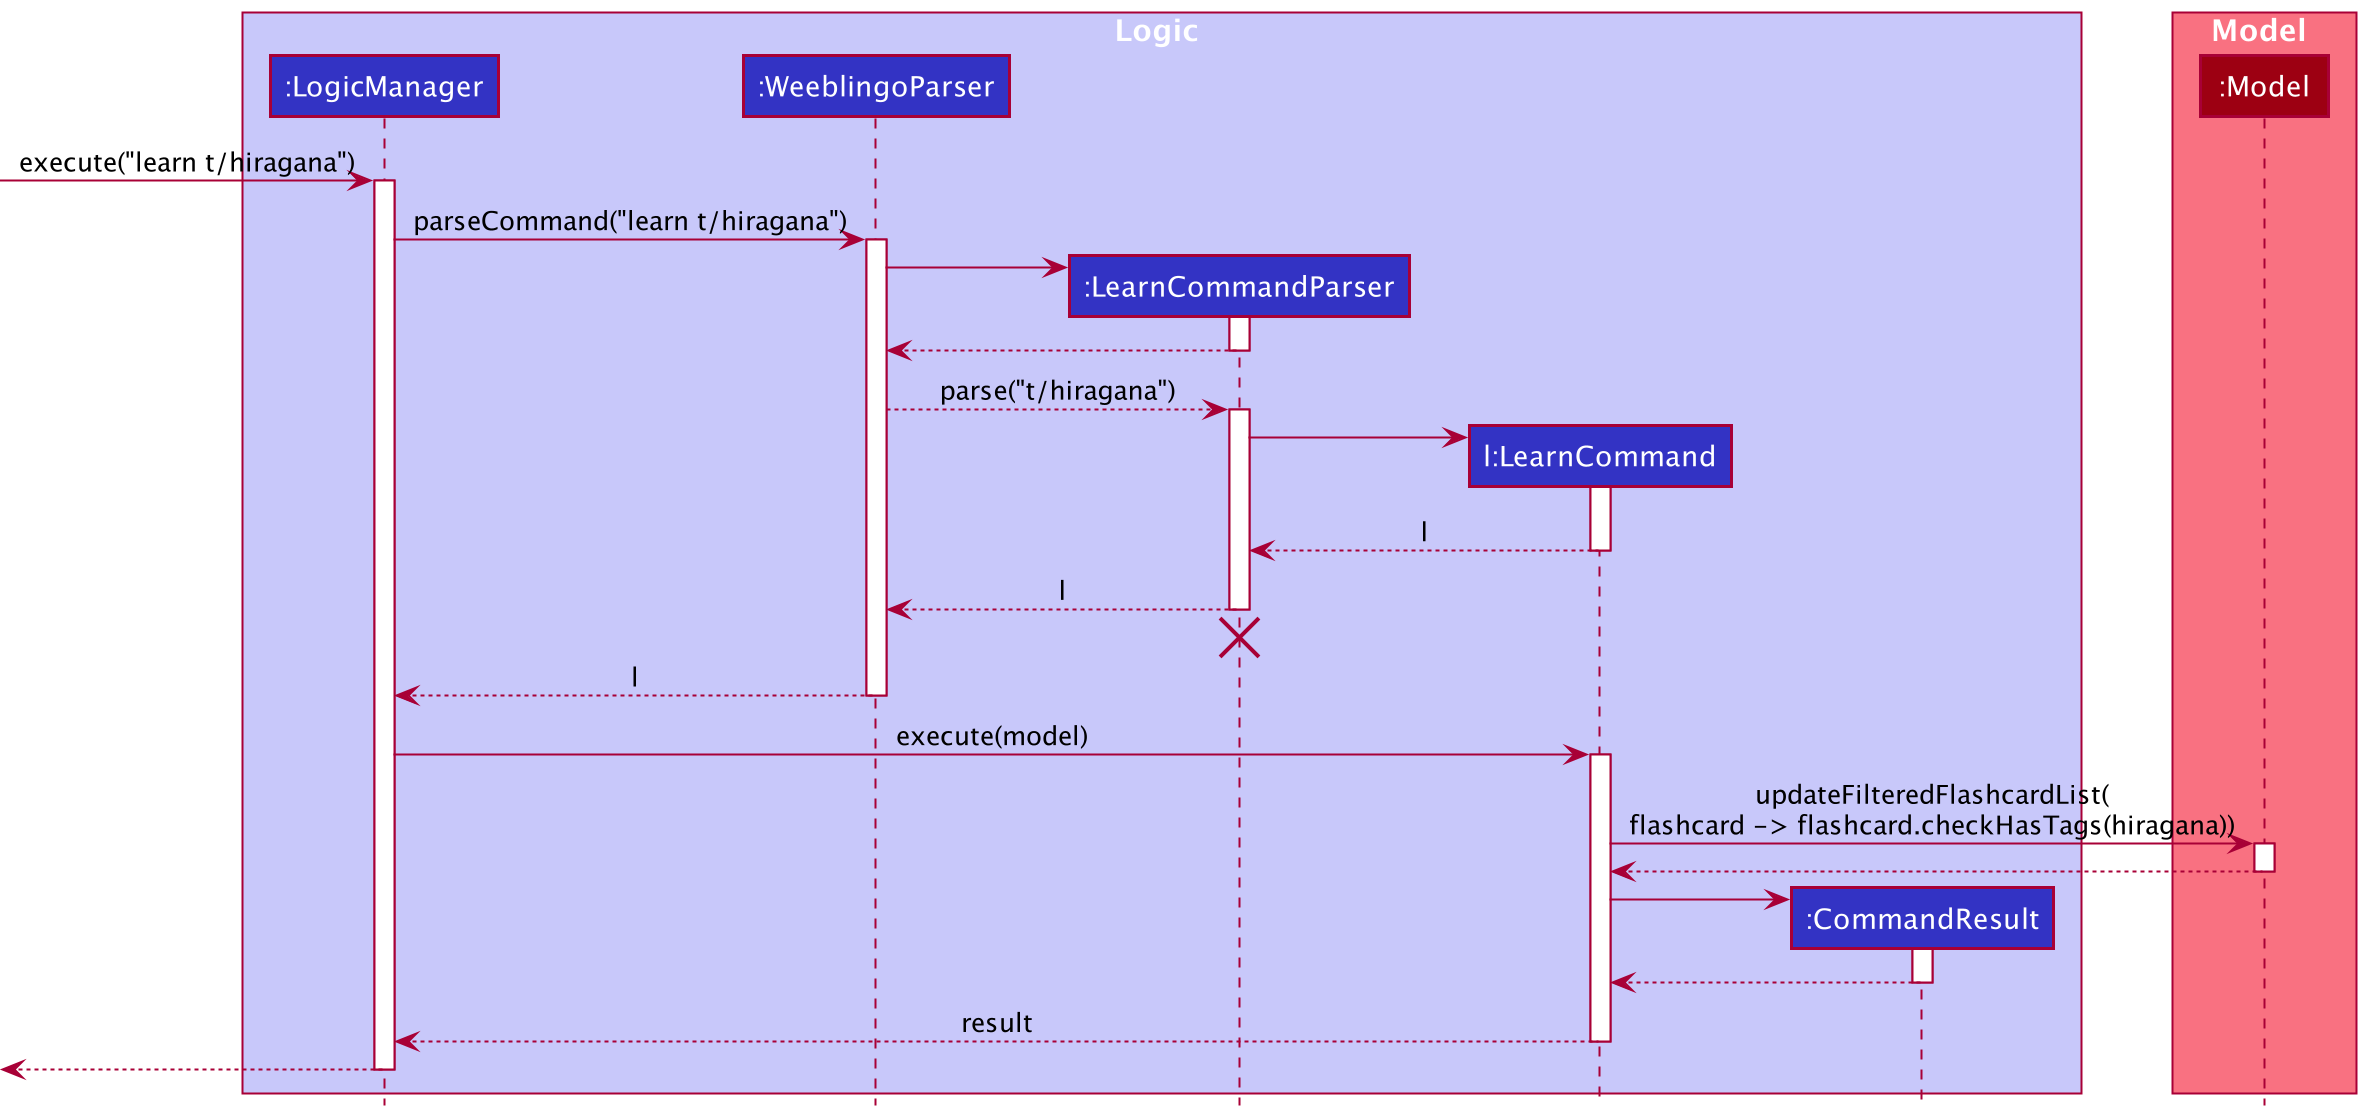 Logic
Model
:LogicManager
:WeeblingoParser
:Model
execute("learn t/hiragana")
parseCommand("learn t/hiragana")
:LearnCommandParser
parse("t/hiragana")
l:LearnCommand
l
l
l
execute(model)
updateFilteredFlashcardList(
flashcard -> flashcard.checkHasTags(hiragana))
:CommandResult
result